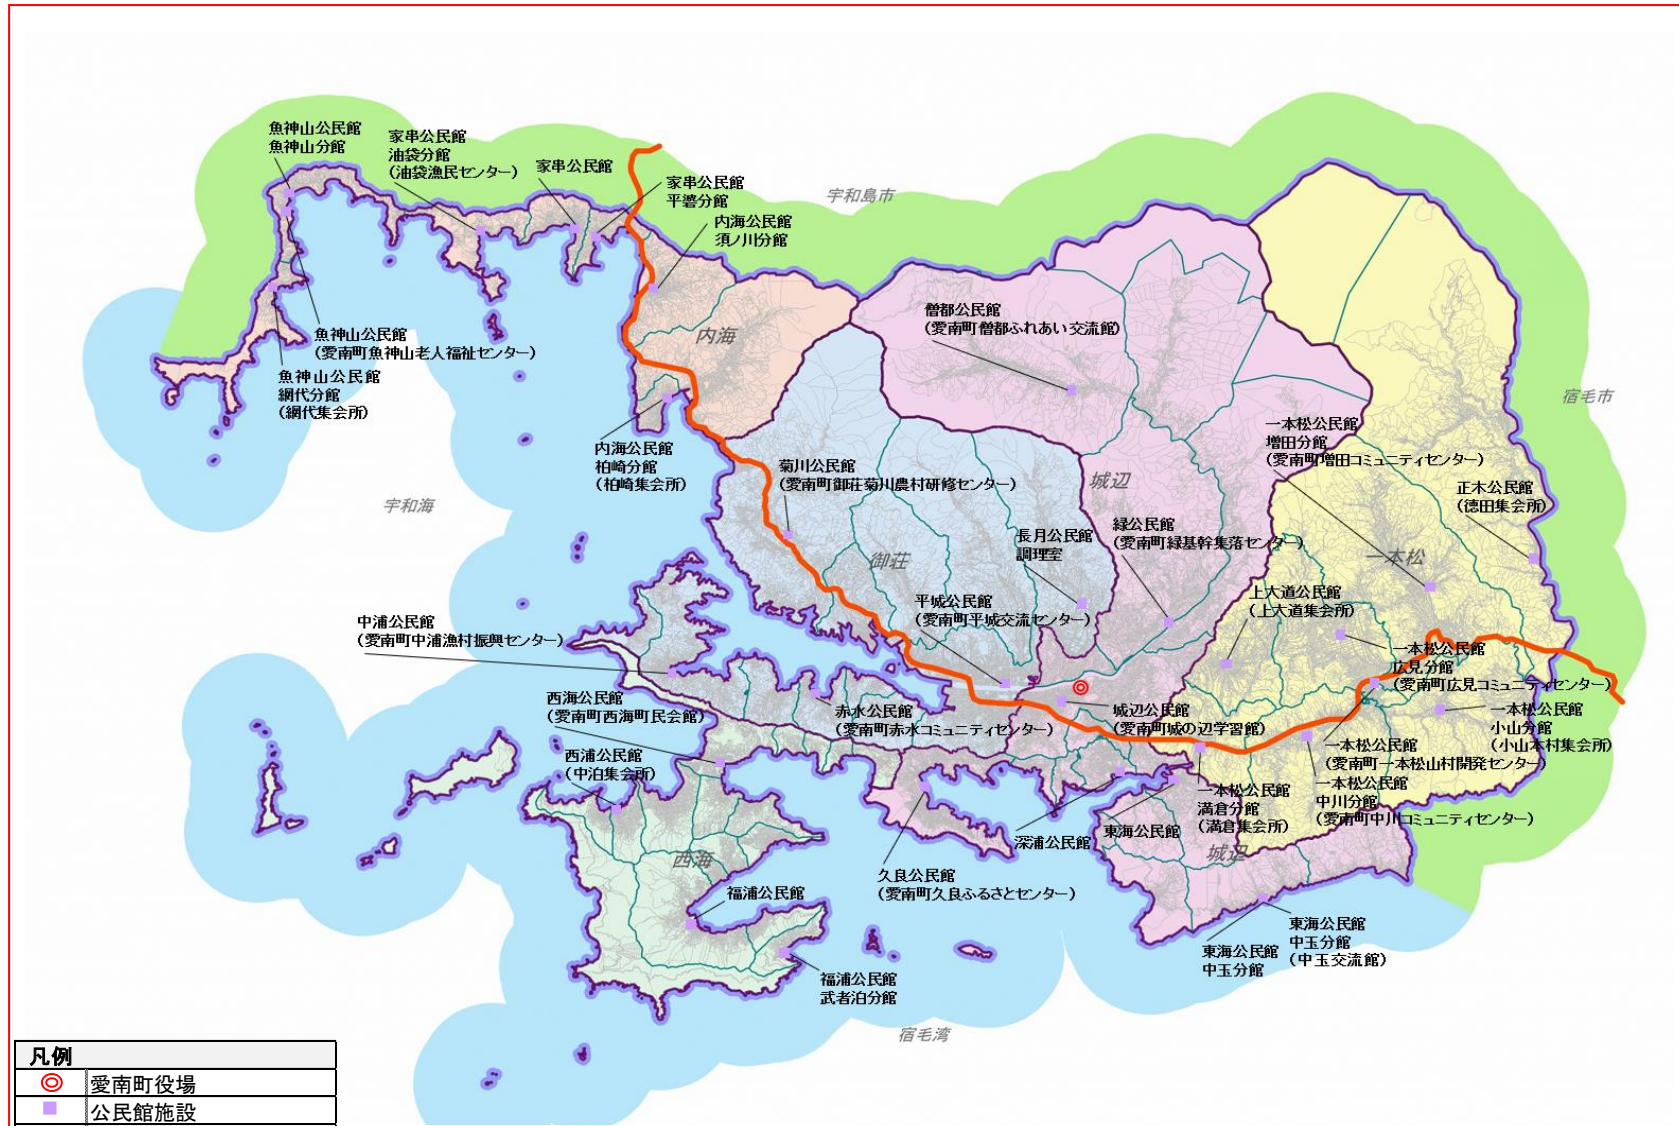 魚神山公民館
魚神山分館
家串公民館
油袋分館
(油袋漁民センター)
家串公民館
家串公民館
平碆分館
内海公民館
須ノ川分館
宇和島市
魚神山公民館
(愛南町魚神山老人福祉センター)
魚神山公民館
網代分館
(網代集会所)
内海
僧都公民館
(愛南町僧都ふれあい交流館)
宿毛市
内海公民館
柏崎分館
(柏崎集会所)
菊川公民館
(愛南町御荘菊川農村研修センター)
一本松公民館
増田分館
(愛南町増田コミュニティセンター)
城辺
正木公民館
(徳田集会所)
宇和海
長月公民館
調理室
緑公民館
(愛南町緑基幹集落センター)
御荘
一本松
平城公民館
(愛南町平城交流センター)
上大道公民館
(上大道集会所)
中浦公民館
(愛南町中浦漁村振興センター)
一本松公民館
広見分館
(愛南町広見コミュニティセンター)
西海公民館
(愛南町西海町民会館)
赤水公民館
(愛南町赤水コミュニティセンター)
城辺公民館
(愛南町城の辺学習館)
一本松公民館
小山分館
(小山本村集会所)
西浦公民館
(中泊集会所)
一本松公民館
(愛南町一本松山村開発センター)
一本松公民館
満倉分館
(満倉集会所)
一本松公民館
中川分館
(愛南町中川コミュニティセンター)
深浦公民館
東海公民館
城辺
西海
久良公民館
(愛南町久良ふるさとセンター)
福浦公民館
東海公民館
中玉分館
東海公民館
中玉分館
(中玉交流館)
福浦公民館
武者泊分館
宿毛湾
凡例
愛南町役場
公民館施設